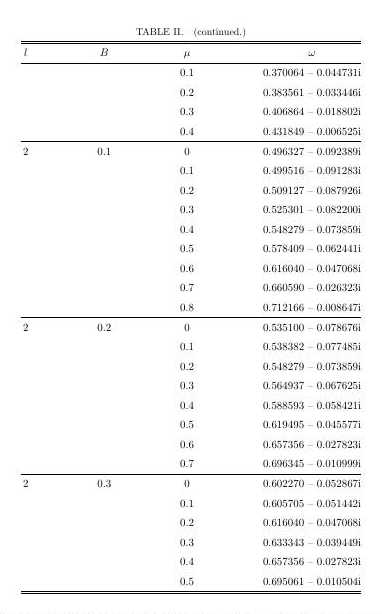 TABLE II. (continued.)
l B μ ω
0.1 0.370064 – 0.044731i
0.2 0.383561 – 0.033446i
0.3 0.406864 – 0.018802i
0.4 0.431849 – 0.006525i
2 0.1 0 0.496327 – 0.092389i
0.1 0.499516 – 0.091283i
0.2 0.509127 – 0.087926i
0.3 0.525301 – 0.082200i
0.4 0.548279 – 0.073859i
0.5 0.578409 – 0.062441i
0.6 0.616040 – 0.047068i
0.7 0.660590 – 0.026323i
0.8 0.712166 – 0.008647i
2 0.2 0 0.535100 – 0.078676i
0.1 0.538382 – 0.077485i
0.2 0.548279 – 0.073859i
0.3 0.564937 – 0.067625i
0.4 0.588593 – 0.058421i
0.5 0.619495 – 0.045577i
0.6 0.657356 – 0.027823i
0.7 0.696345 – 0.010999i
2 0.3 0 0.602270 – 0.052867i
0.1 0.605705 – 0.051442i
0.2 0.616040 – 0.047068i
0.3 0.633343 – 0.039449i
0.4 0.657356 – 0.027823i
0.5 0.695061 – 0.010504i